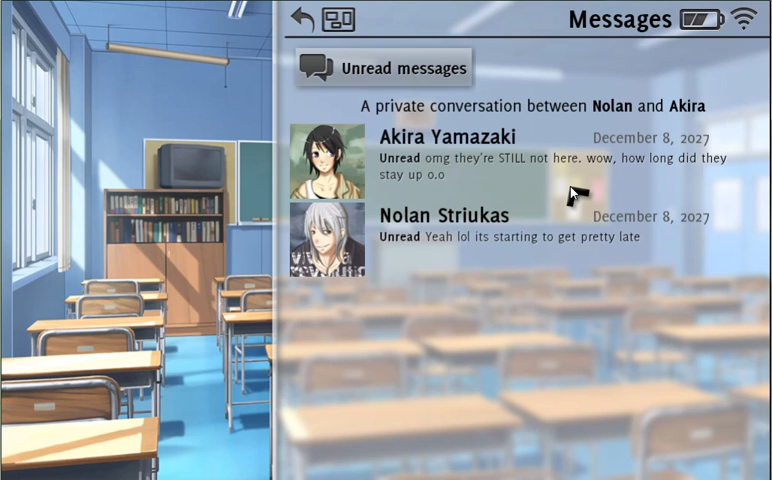 Messages
Unread messages
A private conversation between Nolan and Akira
Akira Yamazaki December 8, 2027
Unread omg they're STILL not here. wow, how long did they
stay up o.o
Nolan Striukas December 8, 2027
Unread Yeah lol its starting to get pretty late